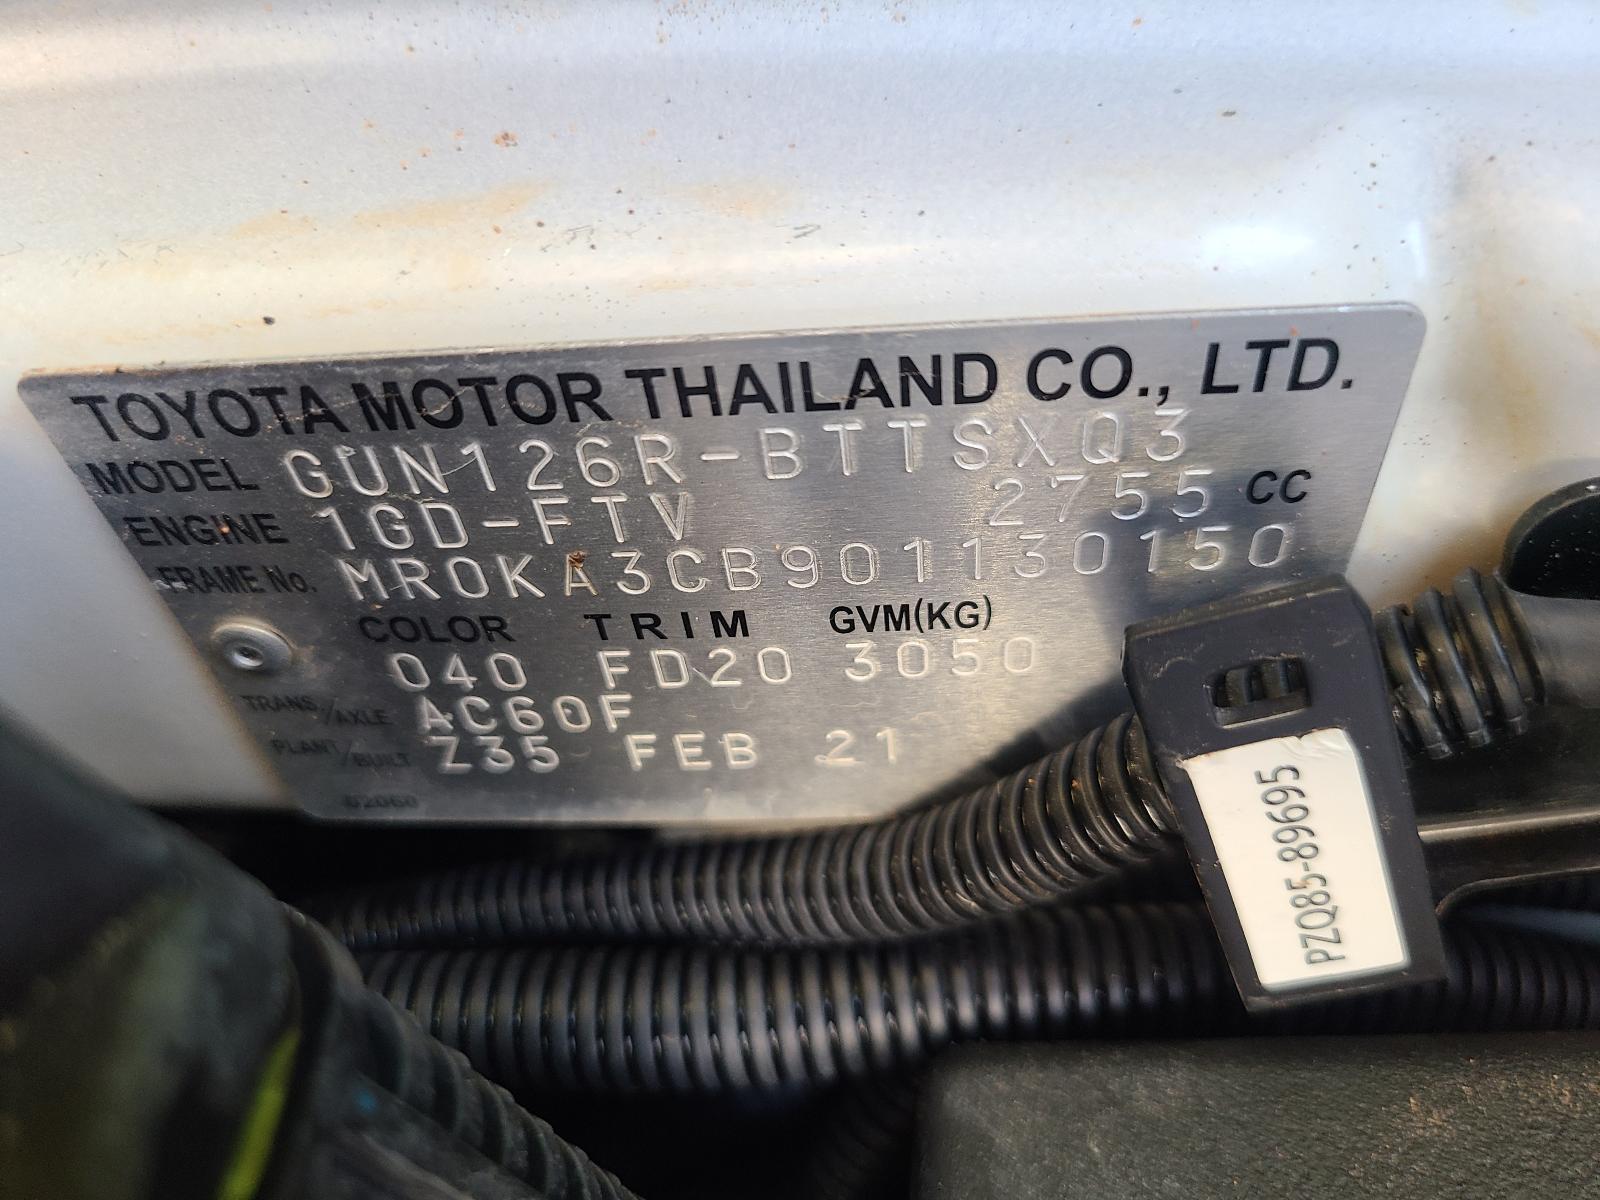 TOYOTA MOTOR THAILAND CO., LTD.
MODEL GUN126R-BTTSXQ3
ENGINE 1GD-FTV 2755 CC
FRAME No. MR0KA3CB901130150
COLOR TRIM GVM(KG)
040 FD20 3050
TRANS./AXLE AC60F
PLANT/BUILT Z35 FEB 21
02060
PZQ85-89695